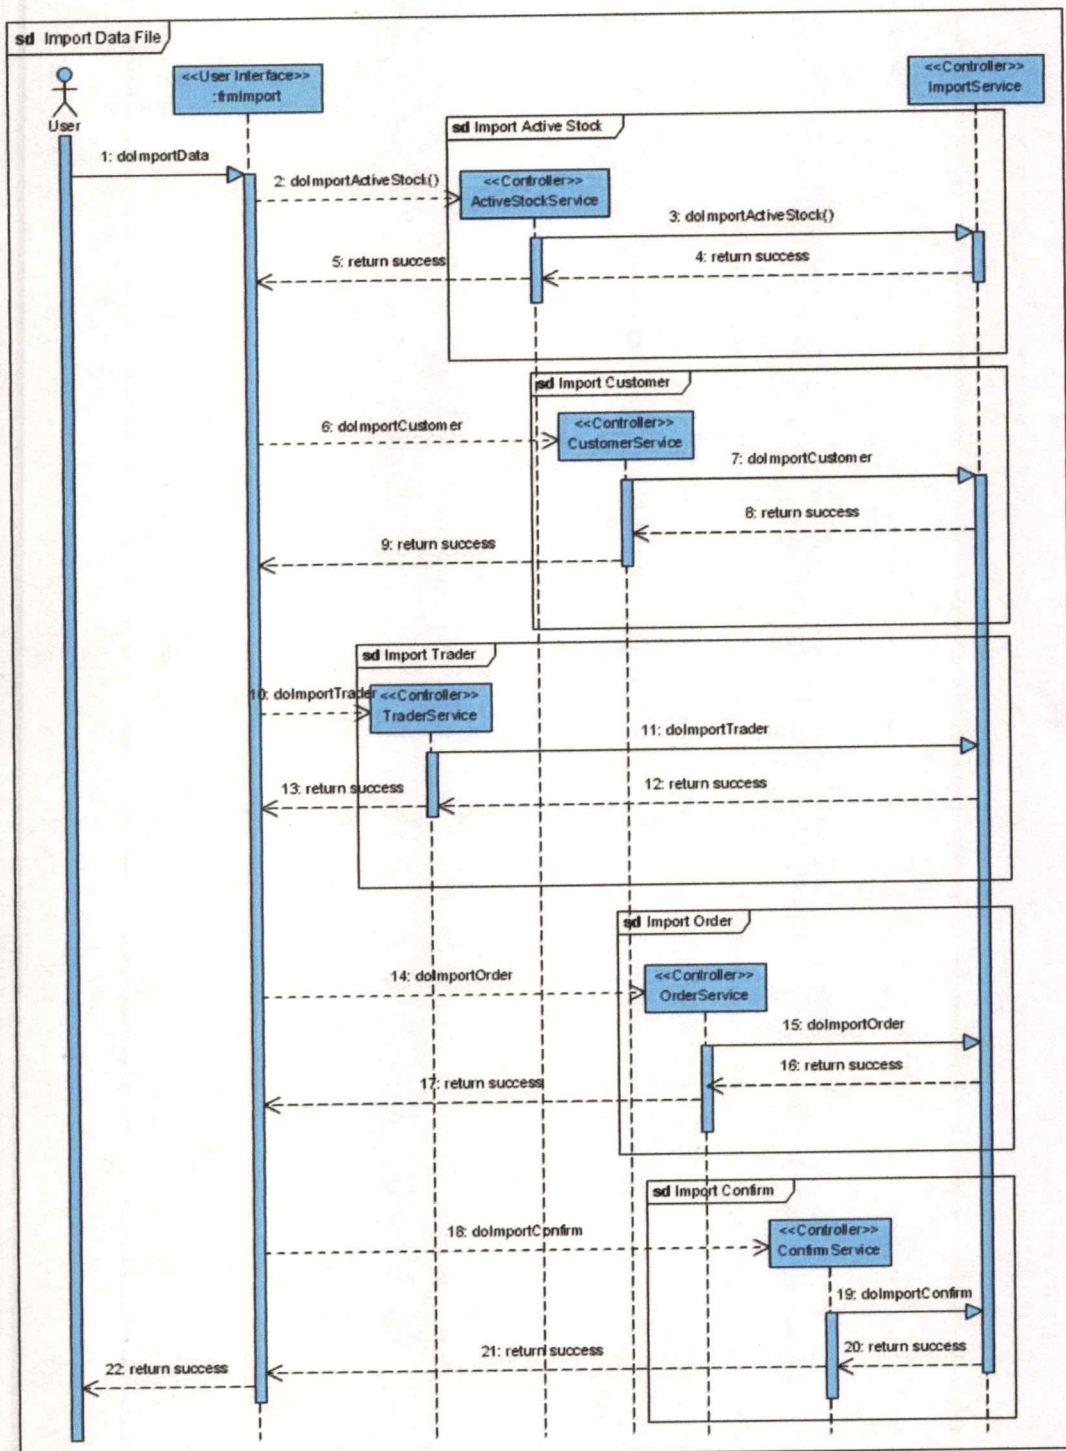 sd Import Data File
<<User Interface>>
:frmImport
<<Controller>>
ImportService
User
sd Import Active Stock
1: doImportData
2: doImportActiveStock()
<<Controller>>
ActiveStockService
3: doImportActiveStock()
4: return success
5: return success
sd Import Customer
6: doImportCustomer
<<Controller>>
CustomerService
7: doImportCustomer
8: return success
9: return success
sd Import Trader
10: doImportTrader
<<Controller>>
TraderService
11: doImportTrader
12: return success
13: return success
sd Import Order
14: doImportOrder
<<Controller>>
OrderService
15: doImportOrder
16: return success
17: return success
sd Import Confirm
18: doImportConfirm
<<Controller>>
ConfirmService
19: doImportConfirm
20: return success
21: return success
22: return success